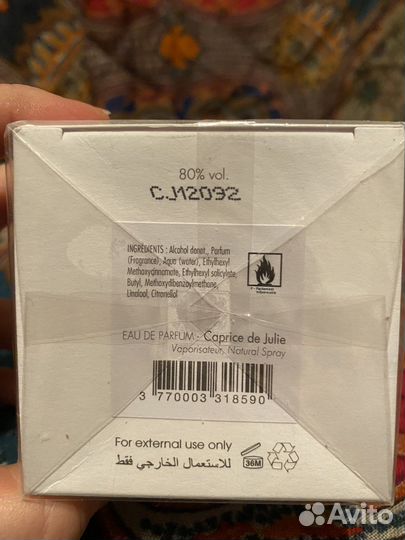 80% vol.
CJ12092
INGRÉDIENTS : Alcohol denat., Parfum
(Fragrance), Aqua (water), Ethylhexyl
Methoxycinnamate, Ethylhexyl salicylate,
Butyl, Methoxydibenzoylmethane,
Linalool, Citronellol
EAU DE PARFUM : Caprice de Julie
Vaporisateur, Natural Spray
3 770003 318590
For external use only
للاستعمال الخارجي فقط
36M
Avito